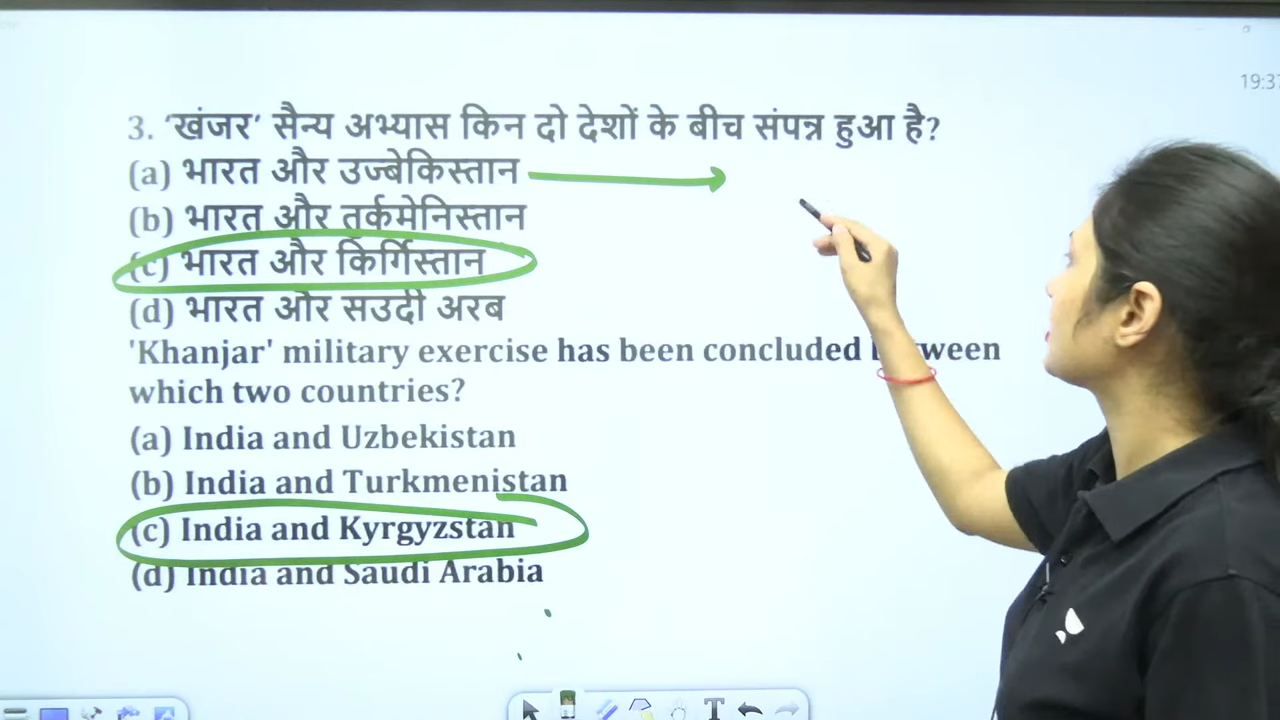 19:37
3. 'खंजर' सैन्य अभ्यास किन दो देशों के बीच संपन्न हुआ है?
(a) भारत और उज्बेकिस्तान
(b) भारत और तर्कमेनिस्तान
(c) भारत और किर्गिस्तान
(d) भारत और सउदी अरब
'Khanjar' military exercise has been concluded between
which two countries?
(a) India and Uzbekistan
(b) India and Turkmenistan
(c) India and Kyrgyzstan
(d) India and Saudi Arabia